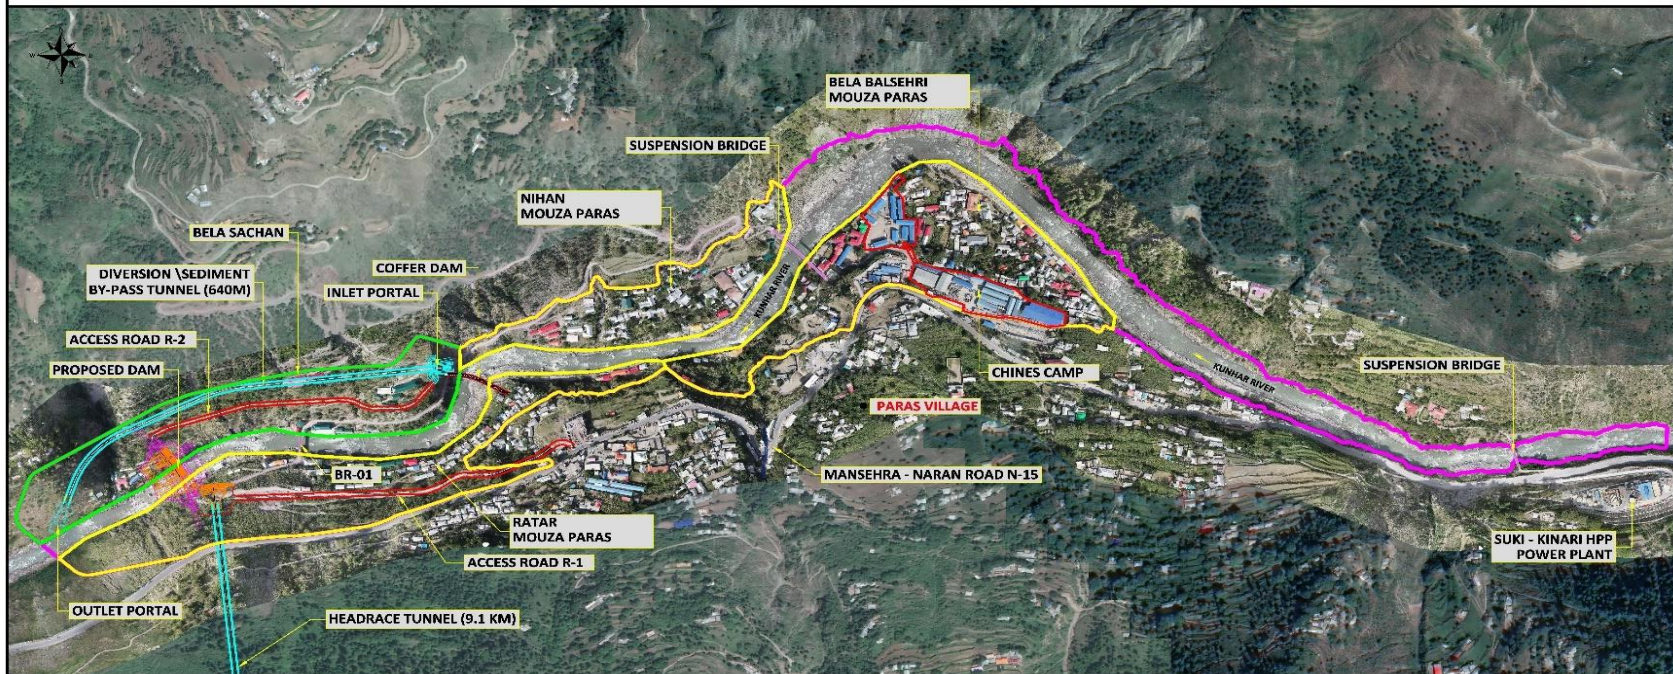 BELA BALSEHRI
MOUZA PARAS
SUSPENSION BRIDGE
NIHAN
MOUZA PARAS
BELA SACHAN
COFFER DAM
DIVERSION \SEDIMENT
BY-PASS TUNNEL (640M)
INLET PORTAL
KUNHAR RIVER
ACCESS ROAD R-2
PROPOSED DAM
CHINES CAMP
SUSPENSION BRIDGE
KUNHAR RIVER
PARAS VILLAGE
BR-01
MANSEHRA - NARAN ROAD N-15
RATAR
MOUZA PARAS
ACCESS ROAD R-1
SUKI - KINARI HPP
POWER PLANT
OUTLET PORTAL
HEADRACE TUNNEL (9.1 KM)